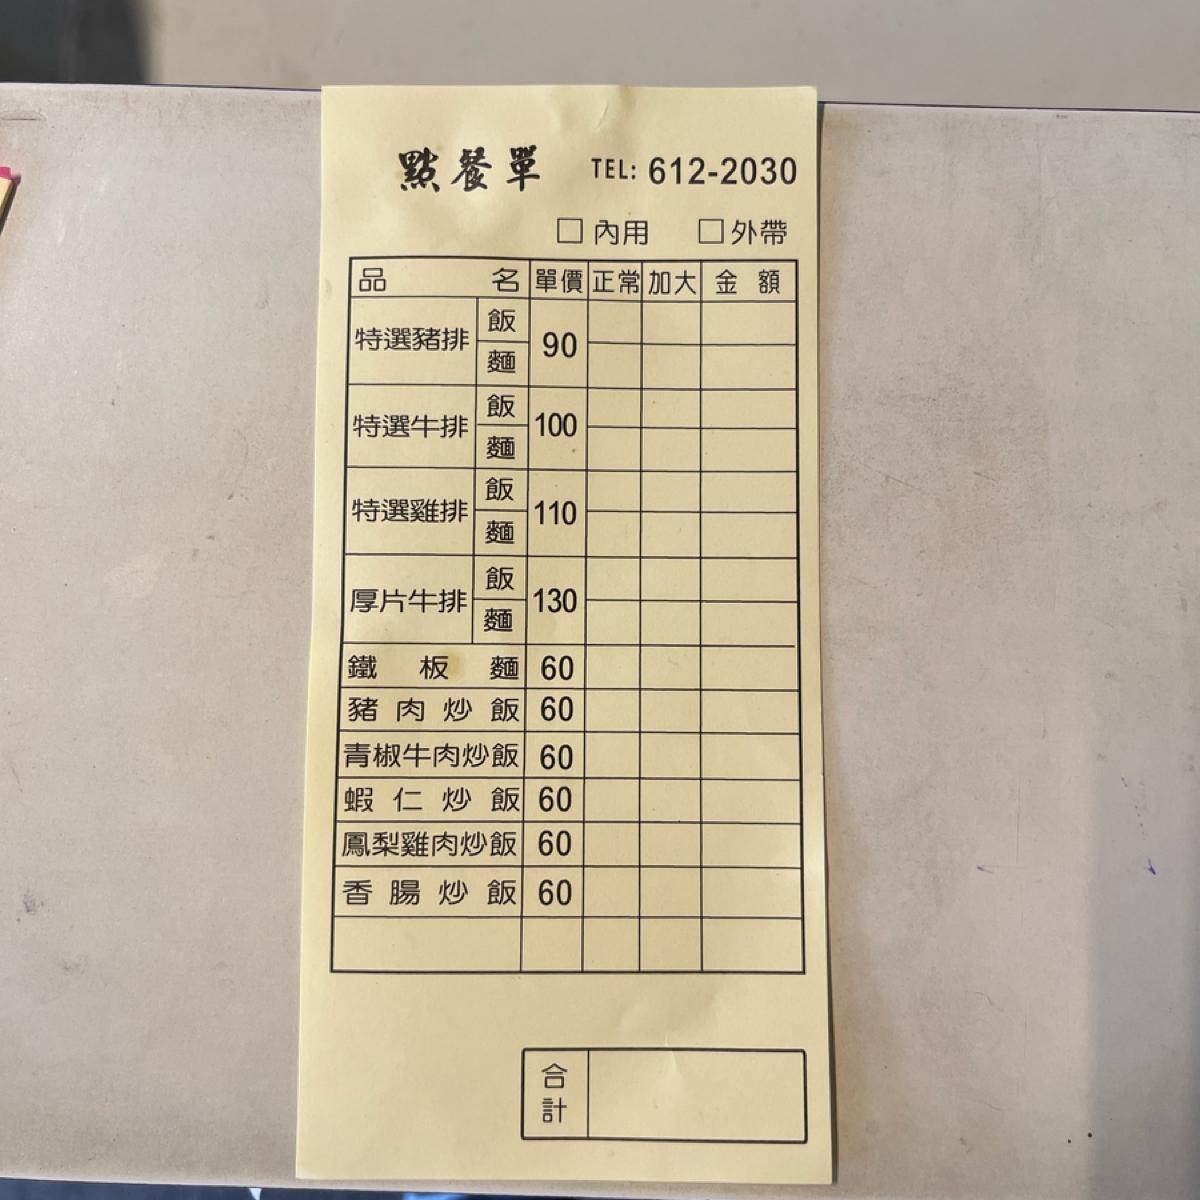 點餐單 TEL: 612-2030
□ 內用 □ 外帶
品名 單價 正常 加大 金額
特選豬排 飯 麵 90
特選牛排 飯 麵 100
特選雞排 飯 麵 110
厚片牛排 飯 麵 130
鐵板麵 60
豬肉炒飯 60
青椒牛肉炒飯 60
蝦仁炒飯 60
鳳梨雞肉炒飯 60
香腸炒飯 60
合計